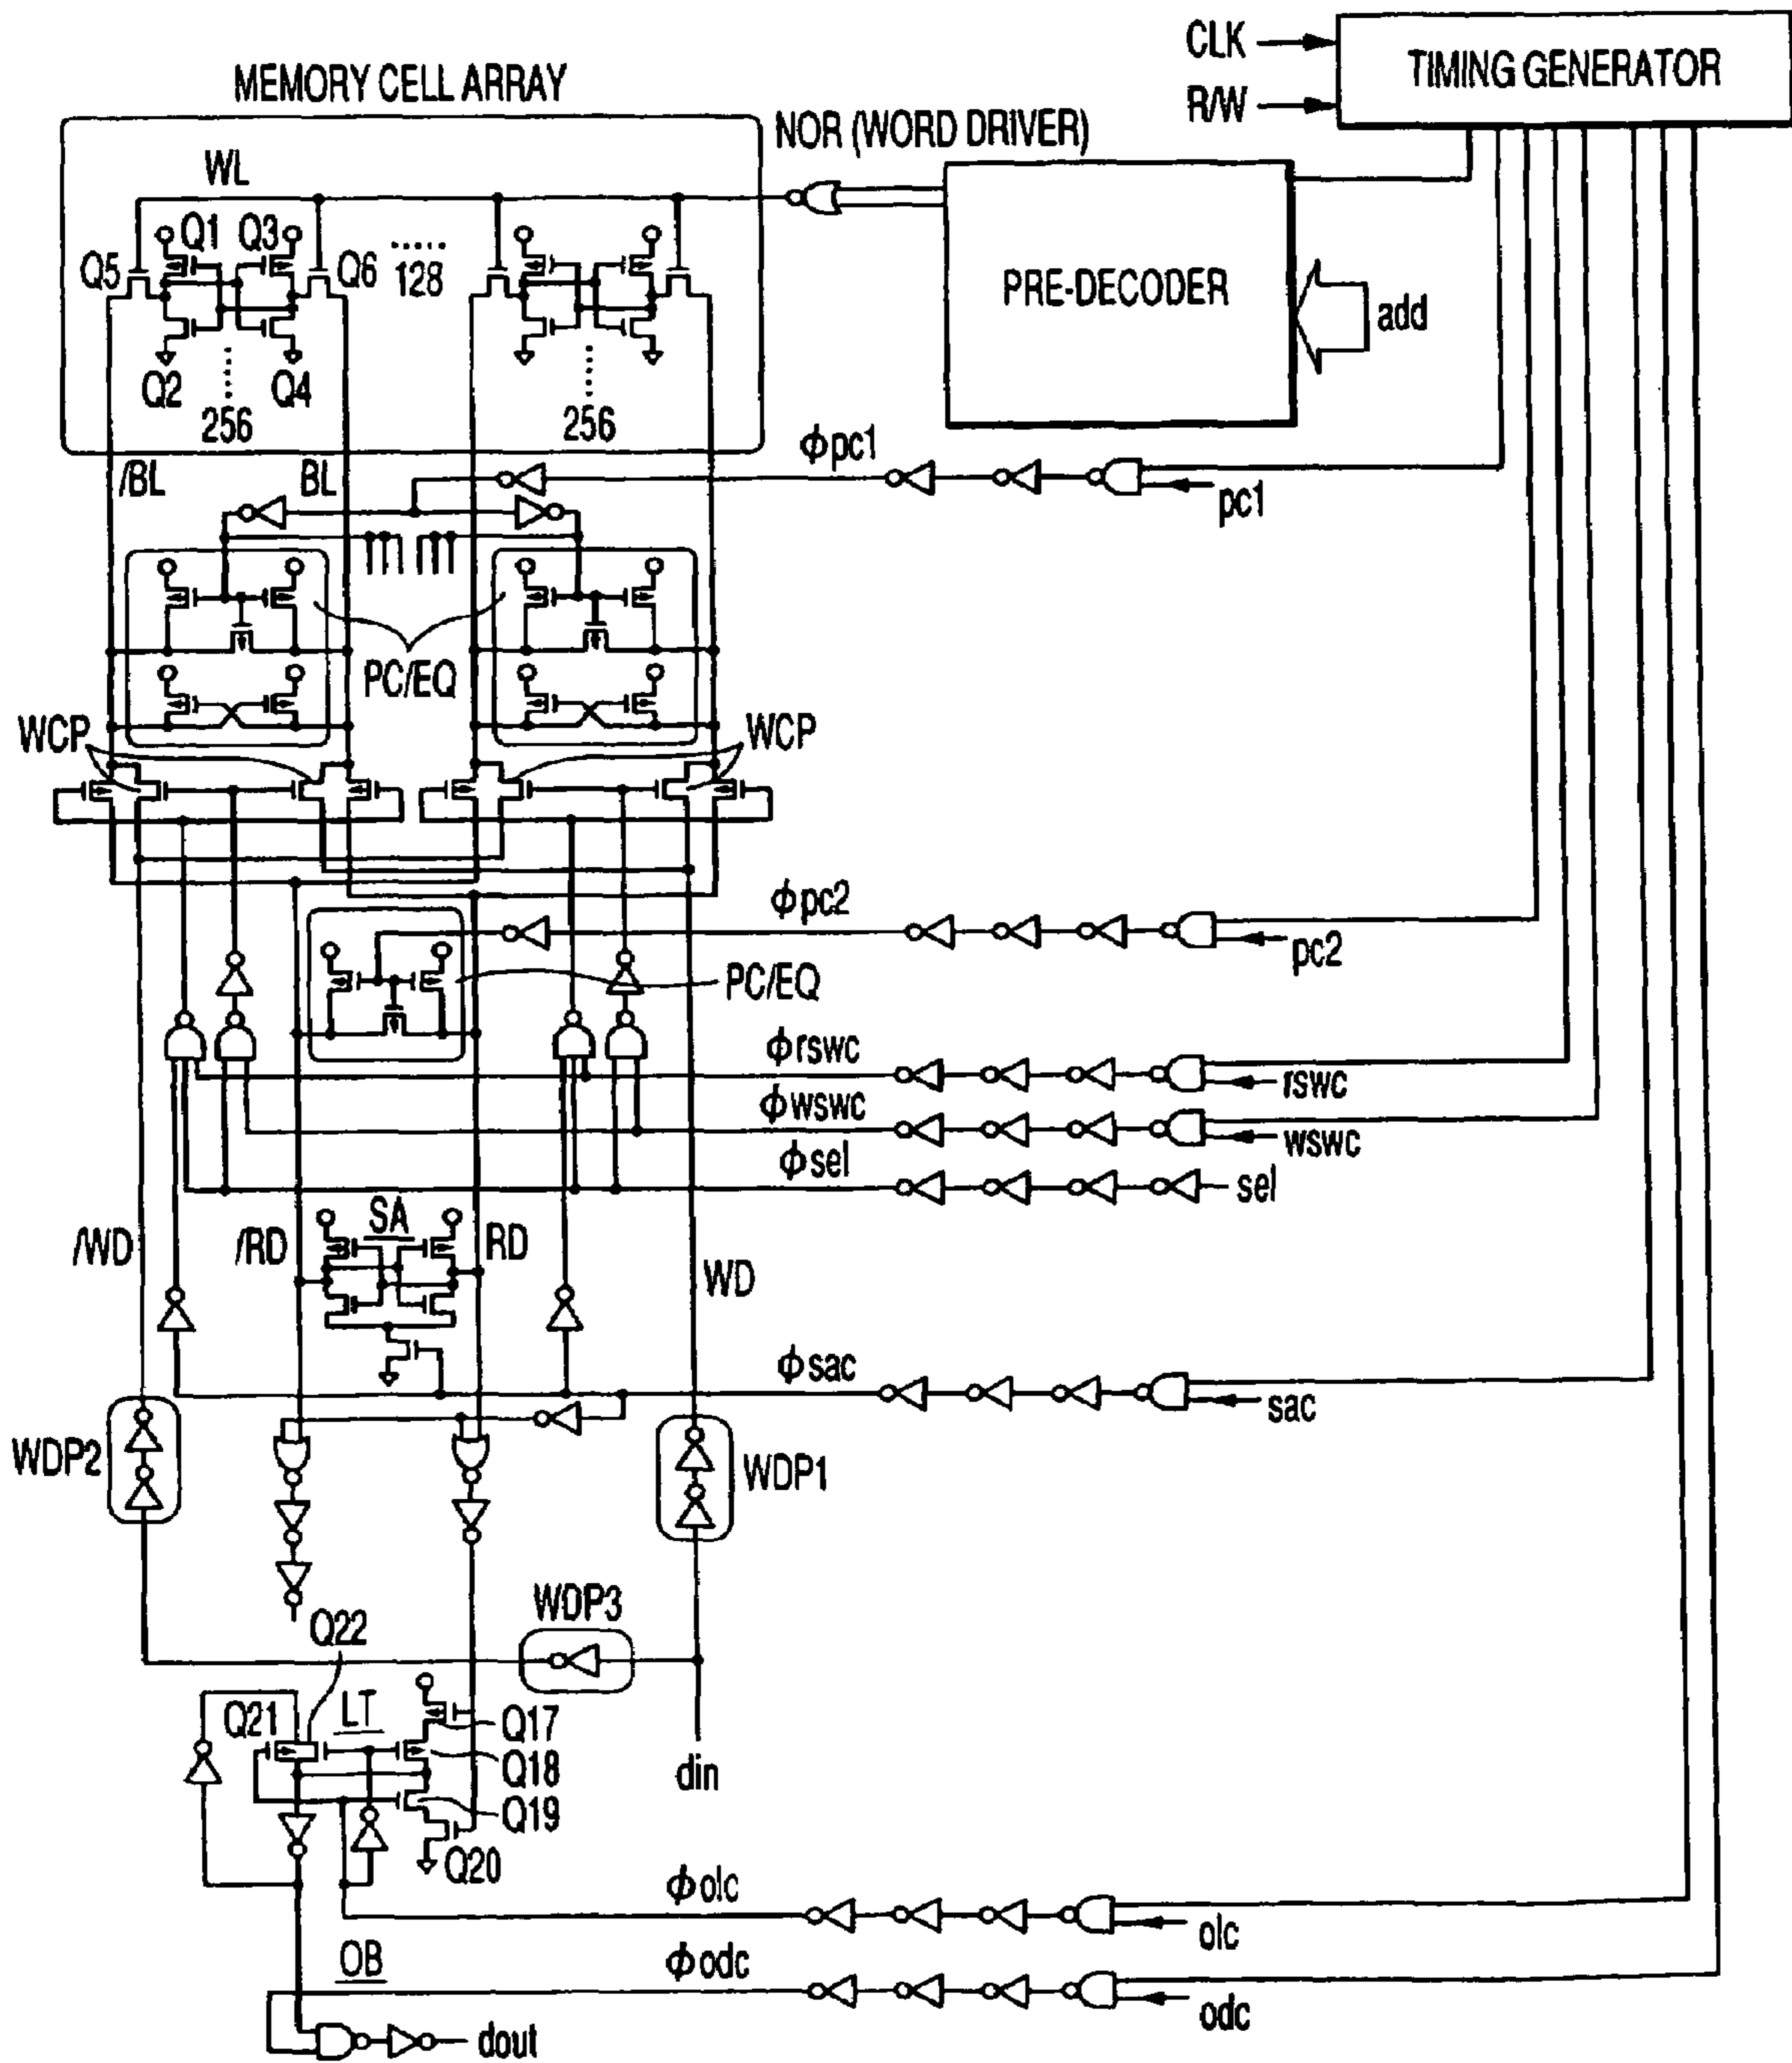 CLK
R/W
TIMING GENERATOR
MEMORY CELL ARRAY
NOR (WORD DRIVER)
WL
Q1 Q3
Q5 Q6
.....
128
PRE-DECODER
add
Q2 Q4
256 256
/BL BL
ϕpc1
pc1
PC/EQ
WCP WCP
ϕpc2
pc2
PC/EQ
ϕrswc
rswc
ϕwswc
wswc
ϕsel
sel
/WD /RD SA RD WD
ϕsac
sac
WDP2 WDP1
WDP3
Q22
Q21 LT Q17
Q18
Q19
Q20
din
ϕolc
olc
OB
ϕodc
odc
dout